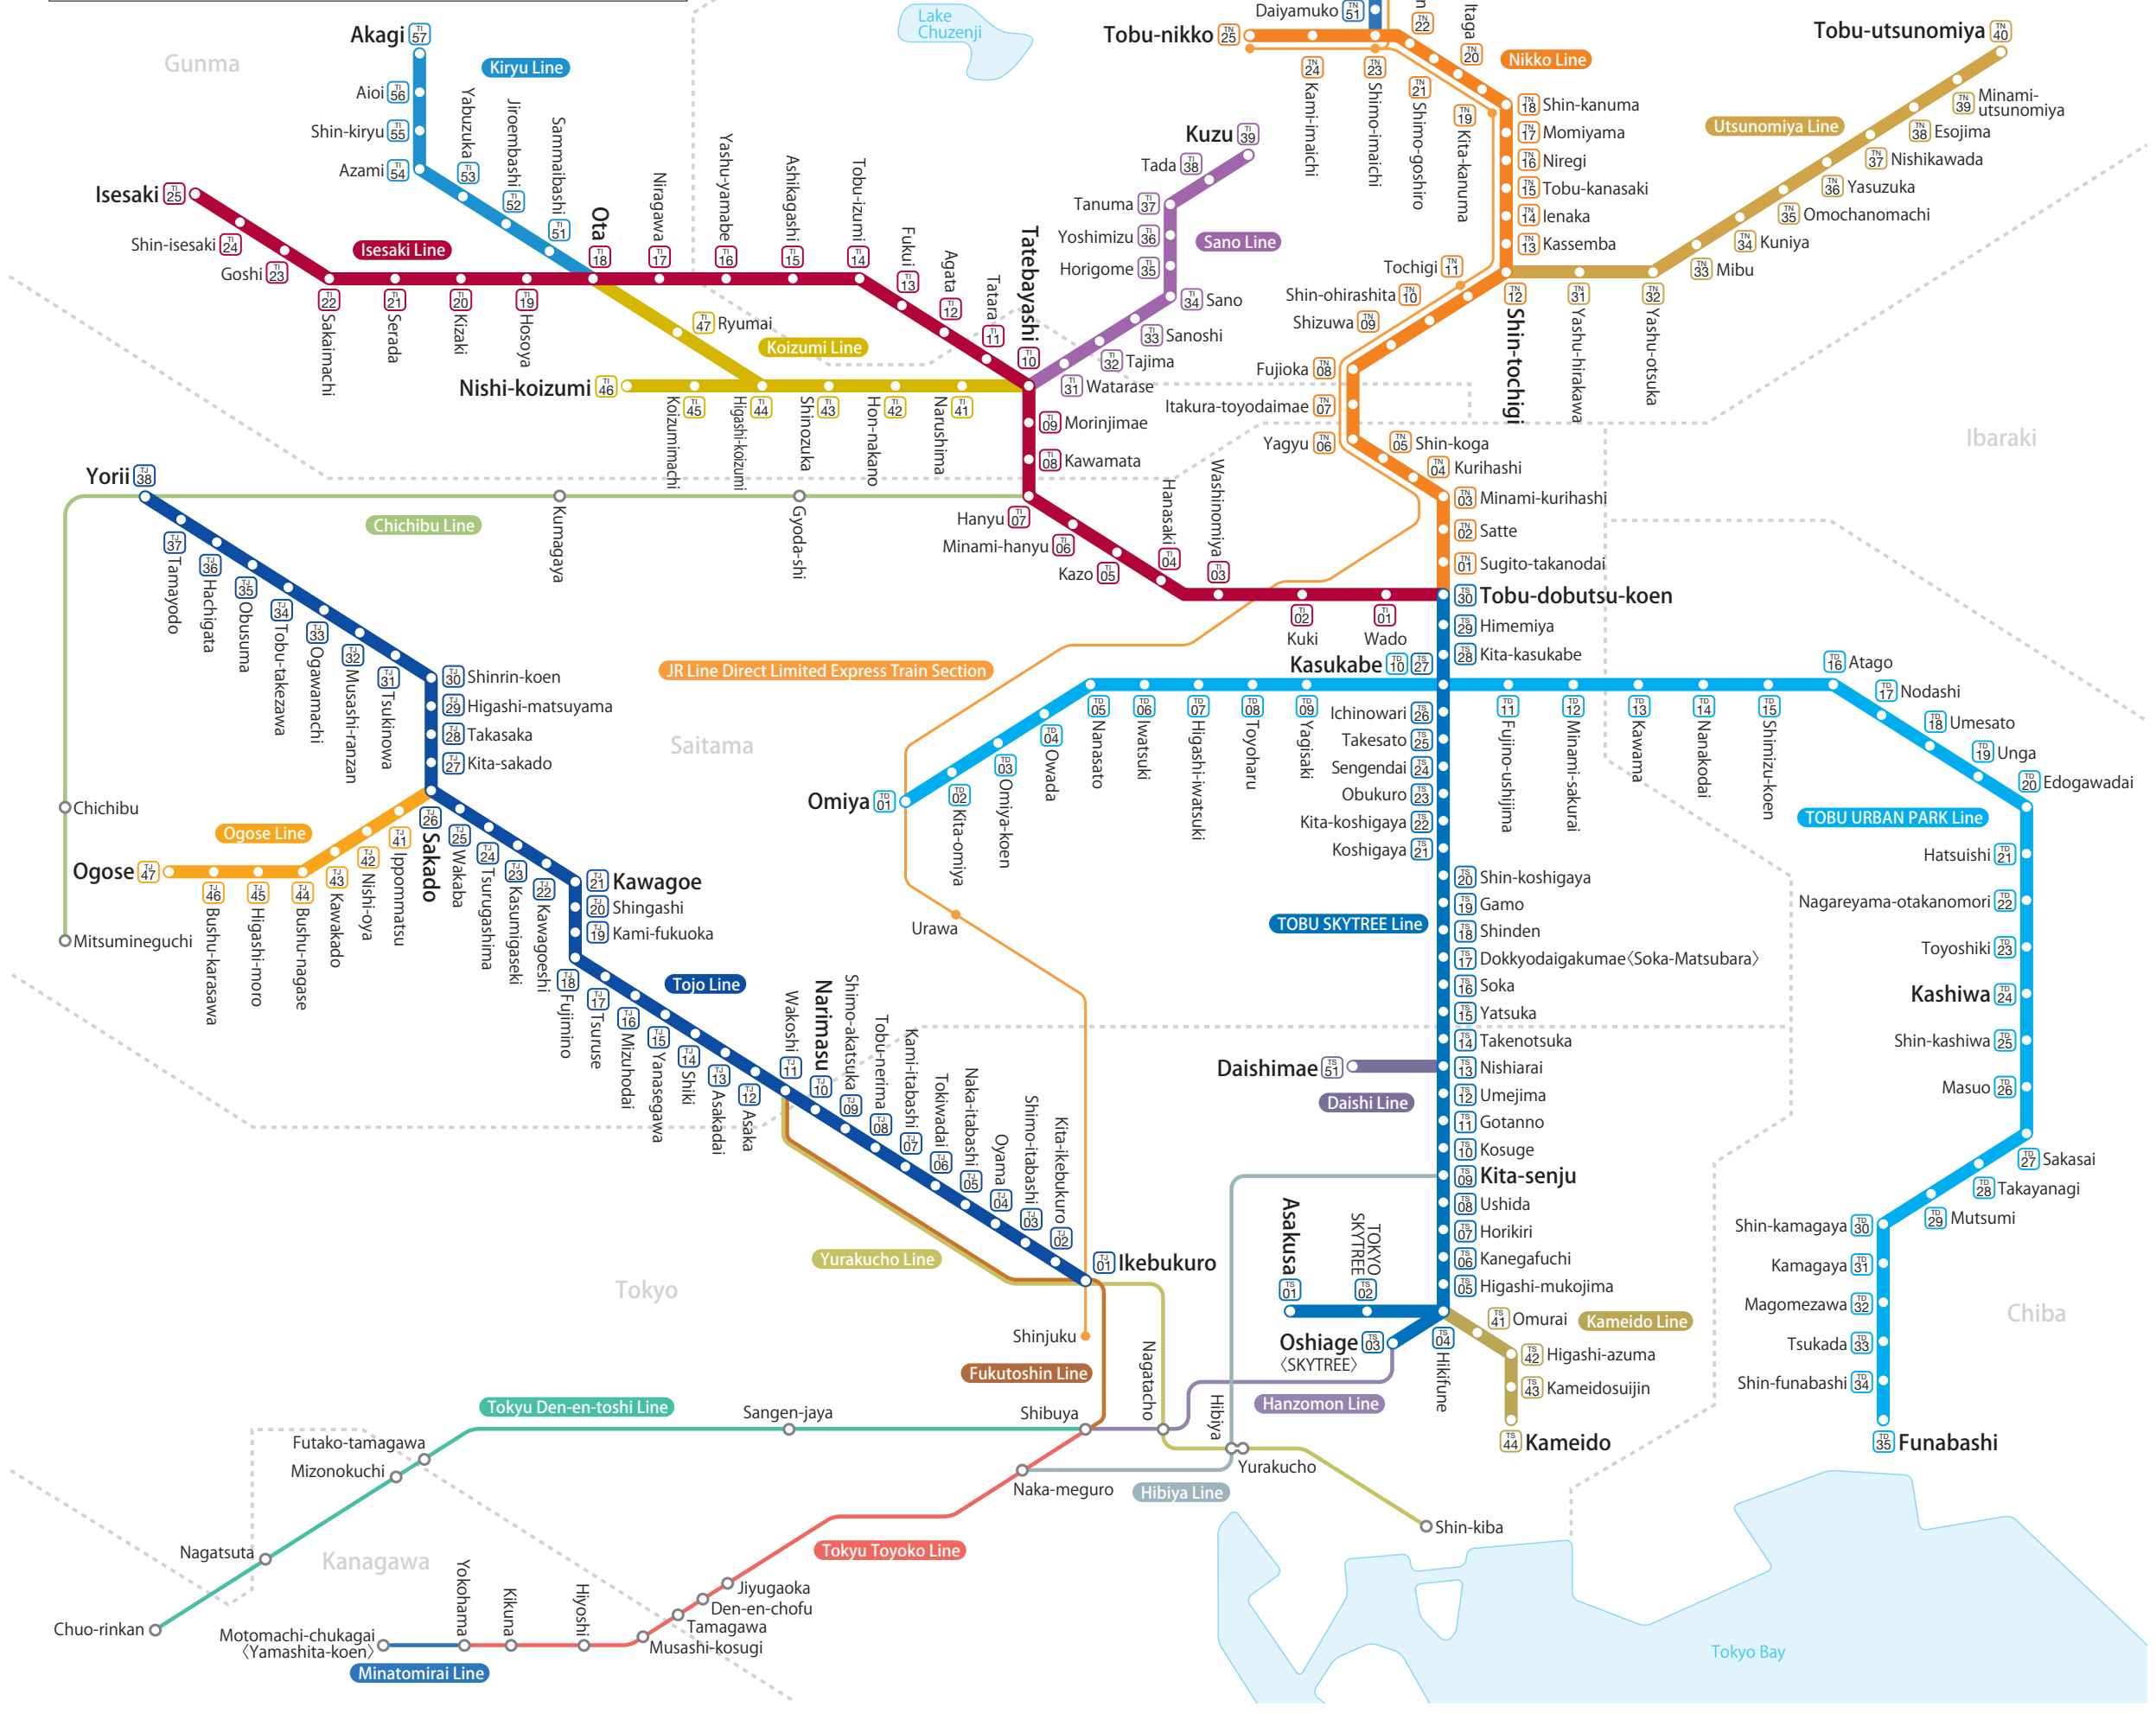 Lake
Chuzenji
Gunma
Akagi TI 57
Aioi TI 56
Shin-kiryu TI 55
Azami TI 54
Kiryu Line
Yabuzuka TI 53
Jiroembashi TI 52
Sammaibashi TI 51
Isesaki TI 25
Shin-isesaki TI 24
Goshi TI 23
Isesaki Line
TI 22 Sakaimachi
TI 21 Serada
TI 20 Kizaki
TI 19 Hosoya
Ota TI 18
Niragawa TI 17
Yashu-yamabe TI 16
Ashikagashi TI 15
Tobu-izumi TI 14
Fukui TI 13
Agata TI 12
Tatara TI 11
Tatebayashi TI 10
TI 09 Morinjimae
TI 08 Kawamata
Hanyu TI 07
Minami-hanyu TI 06
Kazo TI 05
Hanasaki TI 04
Washinomiya TI 03
TI 02
Kuki
TI 01
Wado
TI 47 Ryumai
Koizumi Line
Nishi-koizumi TI 46
TI 45 Koizumimachi
TI 44 Higashi-koizumi
TI 43 Shinozuka
TI 42 Hon-nakano
TI 41 Narushima
Kuzu TI 39
Tada TI 38
Tanuma TI 37
Yoshimizu TI 36
Horigome TI 35
Sano Line
TI 34 Sano
TI 33 Sanoshi
TI 32 Tajima
TI 31 Watarase
Daiyamuko TN 51
Tobu-nikko TN 25
TN 24 Kami-imaichi
TN 23 Shimo-imaichi
n
TN 22
TN 21 Shimo-goshiro
Itaga TN 20
TN 19 Kita-kanuma
Nikko Line
TN 18 Shin-kanuma
TN 17 Momiyama
TN 16 Niregi
TN 15 Tobu-kanasaki
TN 14 Ienaka
TN 13 Kassemba
TN 12 Shin-tochigi
Tochigi TN 11
Shin-ohirashita TN 10
Shizuwa TN 09
Fujioka TN 08
Itakura-toyodaimae TN 07
Yagyu TN 06
TN 05 Shin-koga
TN 04 Kurihashi
TN 03 Minami-kurihashi
TN 02 Satte
TN 01 Sugito-takanodai
Tobu-utsunomiya TN 40
TN 39 Minami-
utsunomiya
TN 38 Esojima
TN 37 Nishikawada
TN 36 Yasuzuka
TN 35 Omochanomachi
TN 34 Kuniya
TN 33 Mibu
TN 32 Yashu-otsuka
TN 31 Yashu-hirakawa
Utsunomiya Line
Ibaraki
Yorii TJ 38
Chichibu Line
Kumagaya
Gyoda-shi
Chichibu
Mitsumineguchi
TJ 37 Tamayodo
TJ 36 Hachigata
TJ 35 Obusuma
TJ 34 Tobu-takezawa
TJ 33 Ogawamachi
TJ 32 Musashi-ranzan
TJ 31 Tsukinowa
TJ 30 Shinrin-koen
TJ 29 Higashi-matsuyama
TJ 28 Takasaka
TJ 27 Kita-sakado
TJ 26 Sakado
Ogose Line
Ogose TJ 47
TJ 46 Bushu-karasawa
TJ 45 Higashi-moro
TJ 44 Bushu-nagase
TJ 43 Kawakado
TJ 42 Nishi-oya
TJ 41 Ippommatsu
TJ 25 Wakaba
TJ 24 Tsurugashima
TJ 23 Kasumigaseki
TJ 22 Kawagoeshi
TJ 21 Kawagoe
TJ 20 Shingashi
TJ 19 Kami-fukuoka
TJ 18 Fujimino
TJ 17 Tsuruse
TJ 16 Mizuhodai
TJ 15 Yanasegawa
TJ 14 Shiki
TJ 13 Asakadai
TJ 12 Asaka
Tojo Line
Wakoshi TJ 11
Narimasu TJ 10
Shimo-akatsuka TJ 09
Tobu-nerima TJ 08
Kami-itabashi TJ 07
Tokiwadai TJ 06
Naka-itabashi TJ 05
Oyama TJ 04
Shimo-itabashi TJ 03
Kita-ikebukuro TJ 02
TJ 01 Ikebukuro
Saitama
JR Line Direct Limited Express Train Section
TS 30 Tobu-dobutsu-koen
TS 29 Himemiya
TS 28 Kita-kasukabe
Kasukabe TD 10 TS 27
Ichinowari TS 26
Takesato TS 25
Sengendai TS 24
Obukuro TS 23
Kita-koshigaya TS 22
Koshigaya TS 21
TS 20 Shin-koshigaya
TS 19 Gamo
TS 18 Shinden
TS 17 Dokkyodaigakumae〈Soka-Matsubara〉
TS 16 Soka
TS 15 Yatsuka
TS 14 Takenotsuka
TS 13 Nishiarai
TS 12 Umejima
TS 11 Gotanno
TS 10 Kosuge
TS 09 Kita-senju
TS 08 Ushida
TS 07 Horikiri
TS 06 Kanegafuchi
TS 05 Higashi-mukojima
TOBU SKYTREE Line
Daishimae TS 51
Daishi Line
Asakusa TS 01
TOKYO
SKYTREE TS 02
Oshiage TS 03
〈SKYTREE〉
TS 04 Hikifune
TS 41 Omurai
Kameido Line
TS 42 Higashi-azuma
TS 43 Kameidosuijin
TS 44 Kameido
Omiya TD 01
TD 02 Kita-omiya
TD 03 Omiya-koen
TD 04 Owada
TD 05 Nanasato
TD 06 Iwatsuki
TD 07 Higashi-iwatsuki
TD 08 Toyoharu
TD 09 Yagisaki
TD 11 Fujino-ushijima
TD 12 Minami-sakurai
TD 13 Kawama
TD 14 Nanakodai
TD 15 Shimizu-koen
TD 16 Atago
TD 17 Nodashi
TD 18 Umesato
TD 19 Unga
TD 20 Edogawadai
TOBU URBAN PARK Line
Hatsuishi TD 21
Nagareyama-otakanomori TD 22
Toyoshiki TD 23
Kashiwa TD 24
Shin-kashiwa TD 25
Masuo TD 26
TD 27 Sakasai
TD 28 Takayanagi
TD 29 Mutsumi
Shin-kamagaya TD 30
Kamagaya TD 31
Magomezawa TD 32
Tsukada TD 33
Shin-funabashi TD 34
TD 35 Funabashi
Chiba
Urawa
Tokyo
Yurakucho Line
Shinjuku
Fukutoshin Line
Nagatacho
Hibiya
Hanzomon Line
Tokyu Den-en-toshi Line
Sangen-jaya
Shibuya
Futako-tamagawa
Mizonokuchi
Nagatsuta
Chuo-rinkan
Kanagawa
Yurakucho
Naka-meguro
Hibiya Line
Shin-kiba
Tokyu Toyoko Line
Jiyugaoka
Den-en-chofu
Tamagawa
Musashi-kosugi
Hiyoshi
Kikuna
Yokohama
Motomachi-chukagai
〈Yamashita-koen〉
Minatomirai Line
Tokyo Bay